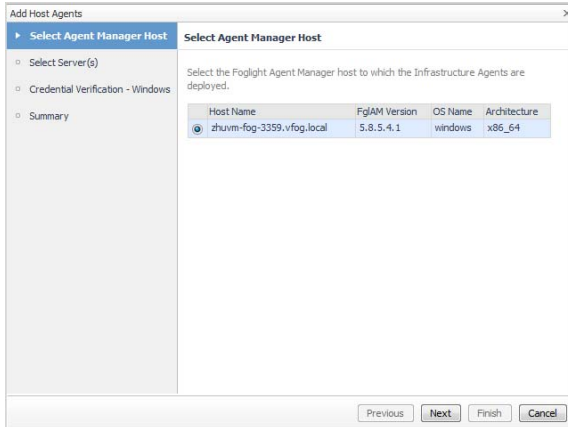 Add Host Agents
Select Agent Manager Host
Select Server(s)
Credential Verification - Windows
Summary
Select Agent Manager Host
Select the Foglight Agent Manager host to which the Infrastructure Agents are
deployed.
Host Name FglAM Version OS Name Architecture
zhuvm-fog-3359.vfog.local 5.8.5.4.1 windows x86_64
Previous Next Finish Cancel